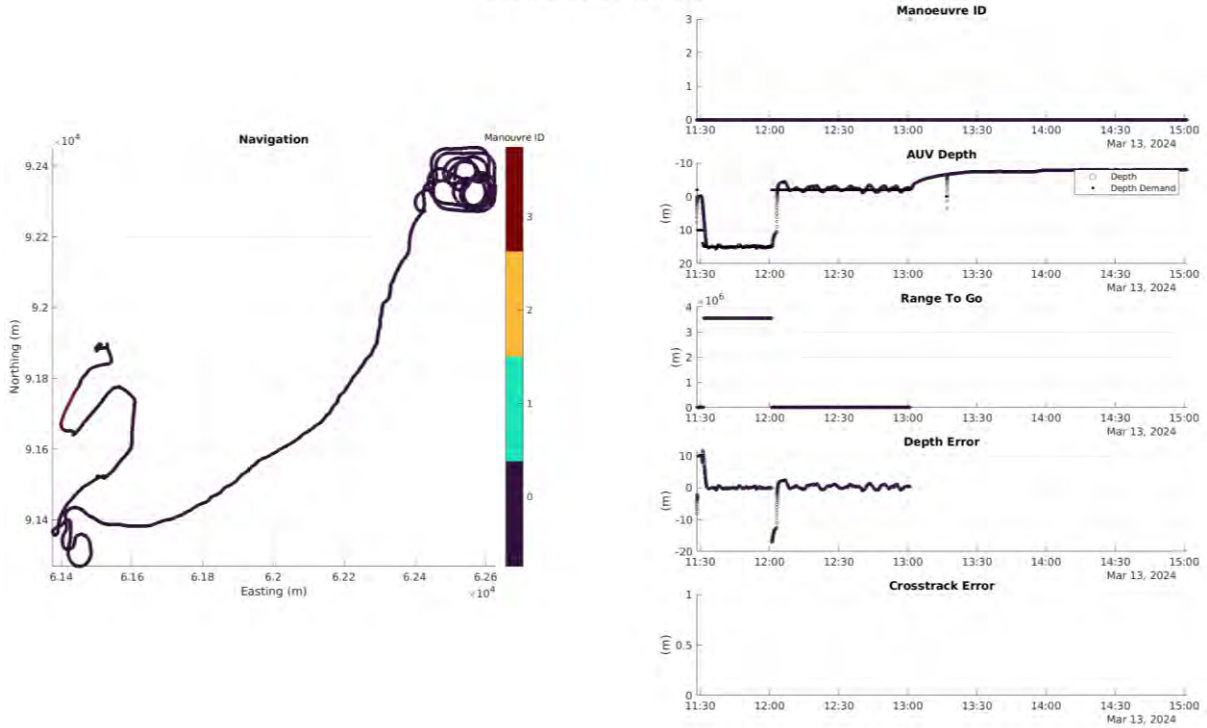 Navigation
Manouvre ID
×10⁴
9.24
9.22
9.2
9.18
9.16
9.14
Northing (m)
6.14 6.16 6.18 6.2 6.22 6.24 6.26
Easting (m)
×10⁴
3
2
1
0
Manoeuvre ID
3
2
1
0
11:30 12:00 12:30 13:00 13:30 14:00 14:30 15:00
Mar 13, 2024
AUV Depth
-10
0
10
20
(m)
Depth
Depth Demand
11:30 12:00 12:30 13:00 13:30 14:00 14:30 15:00
Mar 13, 2024
Range To Go
×10⁶
4
3
2
1
0
(m)
11:30 12:00 12:30 13:00 13:30 14:00 14:30 15:00
Mar 13, 2024
Depth Error
10
0
-10
-20
(m)
11:30 12:00 12:30 13:00 13:30 14:00 14:30 15:00
Mar 13, 2024
Crosstrack Error
1
0.5
0
(m)
11:30 12:00 12:30 13:00 13:30 14:00 14:30 15:00
Mar 13, 2024